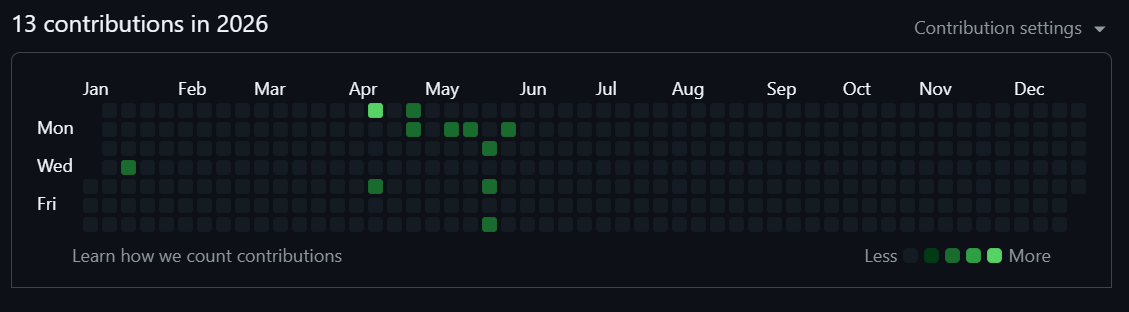 13 contributions in 2026
Contribution settings
Jan Feb Mar Apr May Jun Jul Aug Sep Oct Nov Dec
Mon
Wed
Fri
Learn how we count contributions
Less More